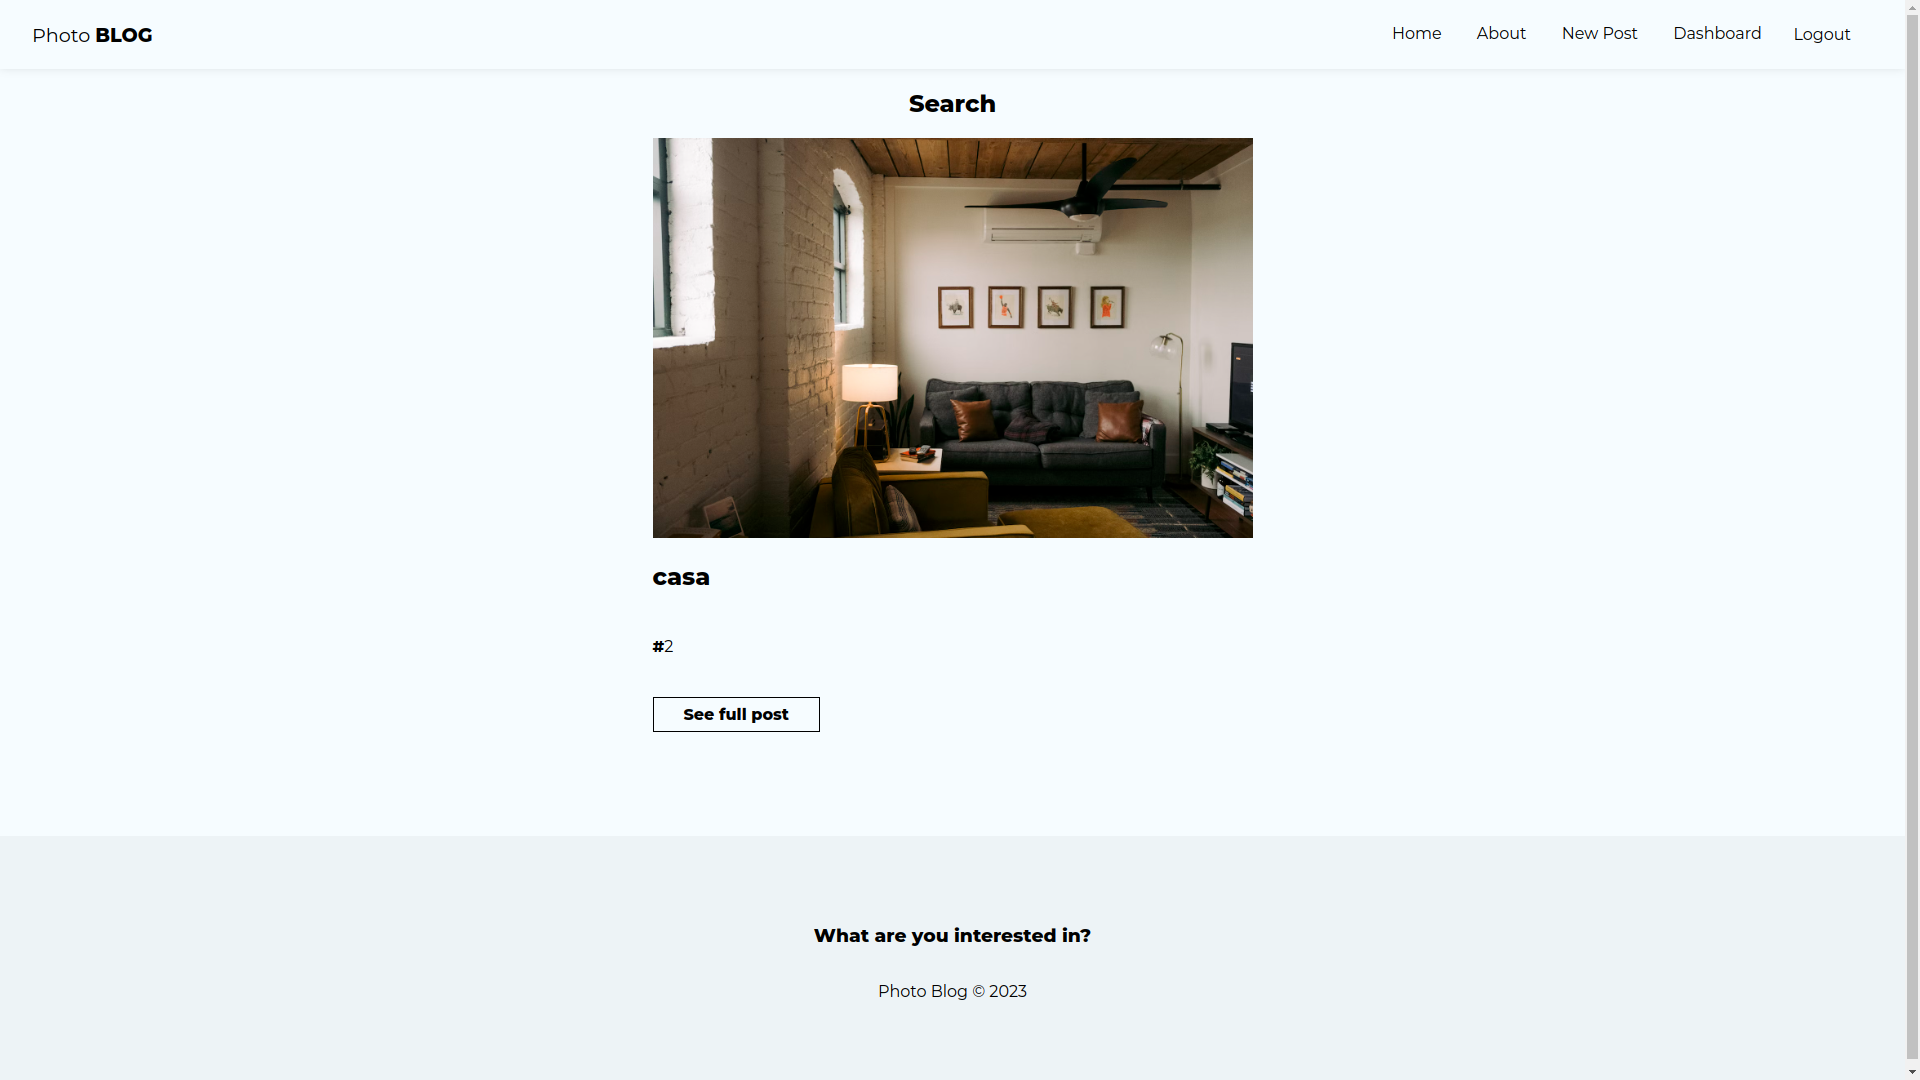 Photo BLOG
Home About New Post Dashboard Logout
Search
casa
#2
See full post
What are you interested in?
Photo Blog © 2023